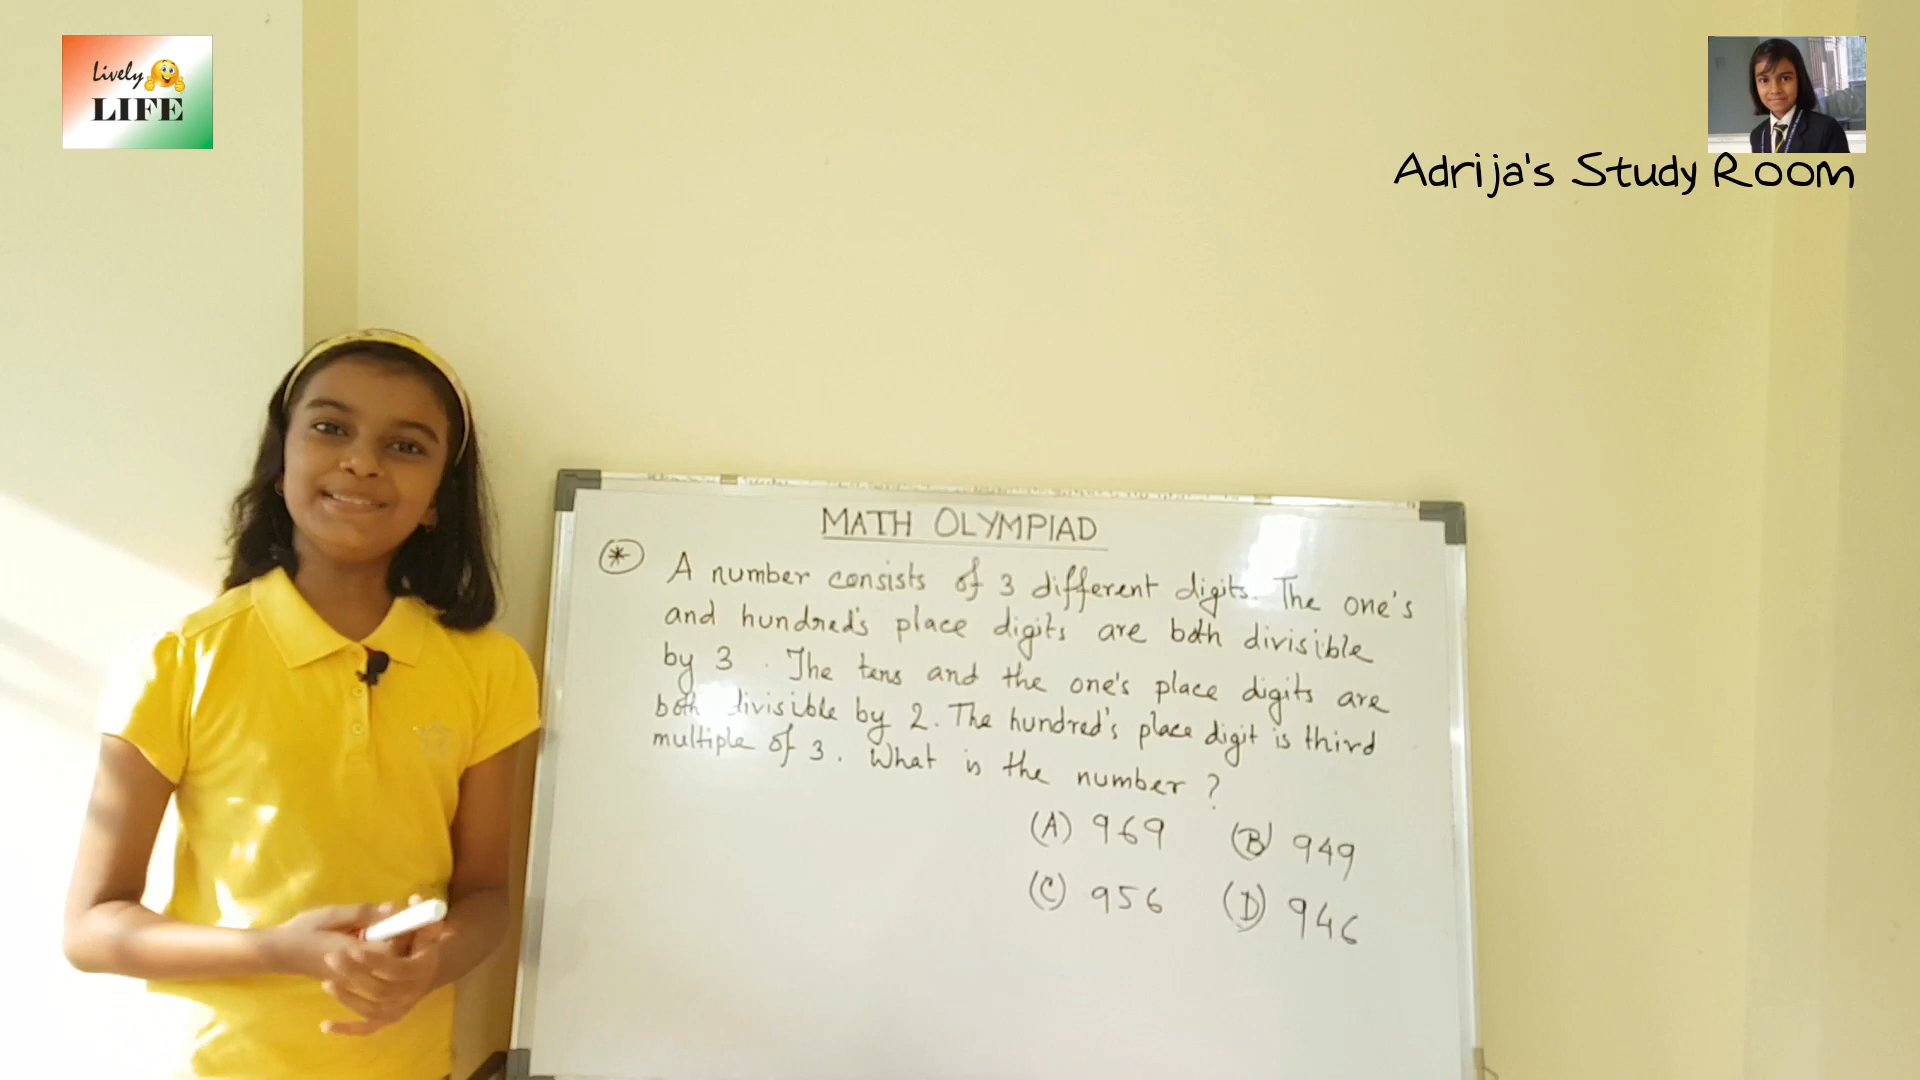 Lively
LIFE
Adrija's Study Room
MATH OLYMPIAD
* A number consists of 3 different digits. The one's
and hundred's place digits are both divisible
by 3. The tens and the one's place digits are
both divisible by 2. The hundred's place digit is third
multiple of 3. What is the number?
(A) 969 (B) 949
(C) 956 (D) 946